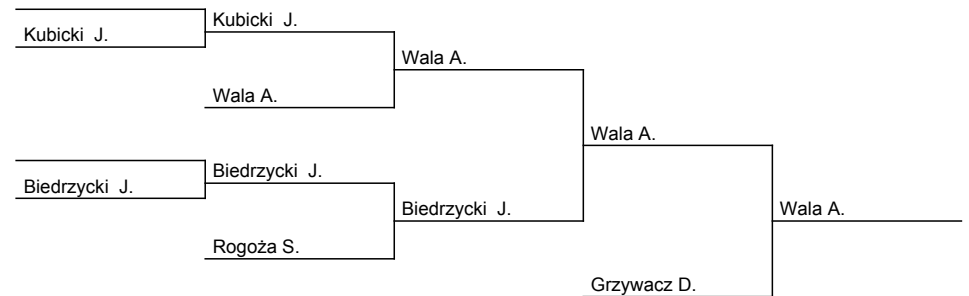 Kubicki J.
Kubicki J.
Wala A.
Wala A.
Wala A.
Biedrzycki J.
Biedrzycki J.
Biedrzycki J.
Wala A.
Rogoża S.
Grzywacz D.